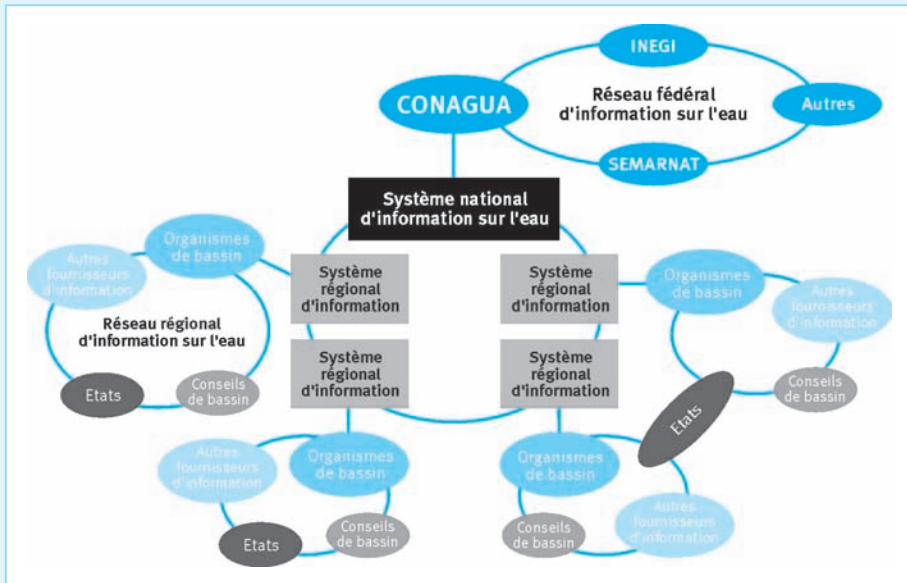 INEGI
CONAGUA
Réseau fédéral
d'information sur l'eau
Autres
SEMARNAT
Système national
d'information sur l'eau
Organismes
de bassin
Autres
fournisseurs
d'information
Réseau régional
d'information sur l'eau
Etats
Conseils
de bassin
Système
régional
d'information
Système
régional
d'information
Organismes
de bassin
Autres
fournisseurs
d'information
Conseils
de bassin
Etats
Système
régional
d'information
Système
régional
d'information
Autres
fournisseurs
d'information
Organismes
de bassin
Etats
Conseils
de bassin
Organismes
de bassin
Conseils
de bassin
Autres
fournisseurs
d'information